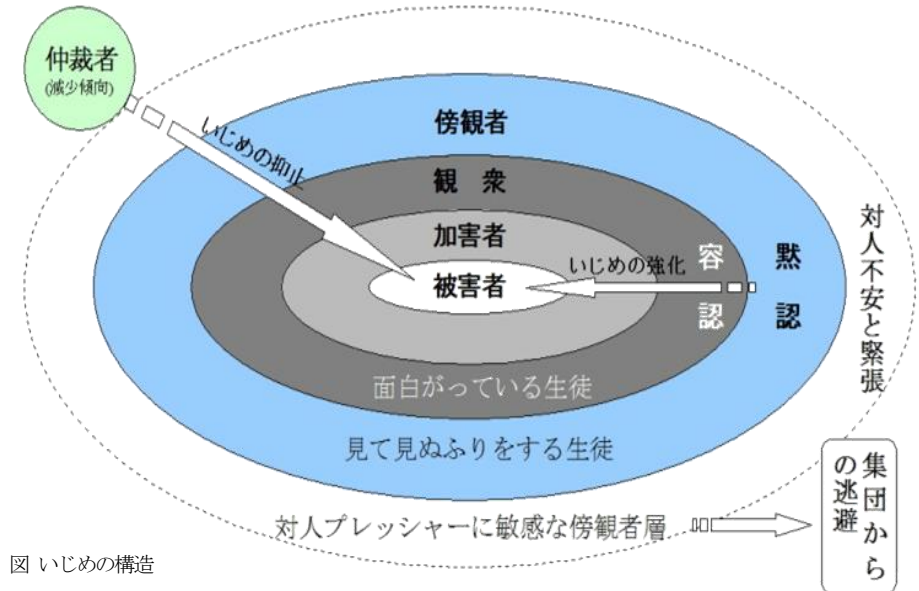 仲裁者
(減少傾向)
いじめの抑止
傍観者
観 衆
加害者
被害者
いじめの強化
容認
黙認
対人不安と緊張
面白がっている生徒
見て見ぬふりをする生徒
対人プレッシャーに敏感な傍観者層
集団から
の逃避
図 いじめの構造